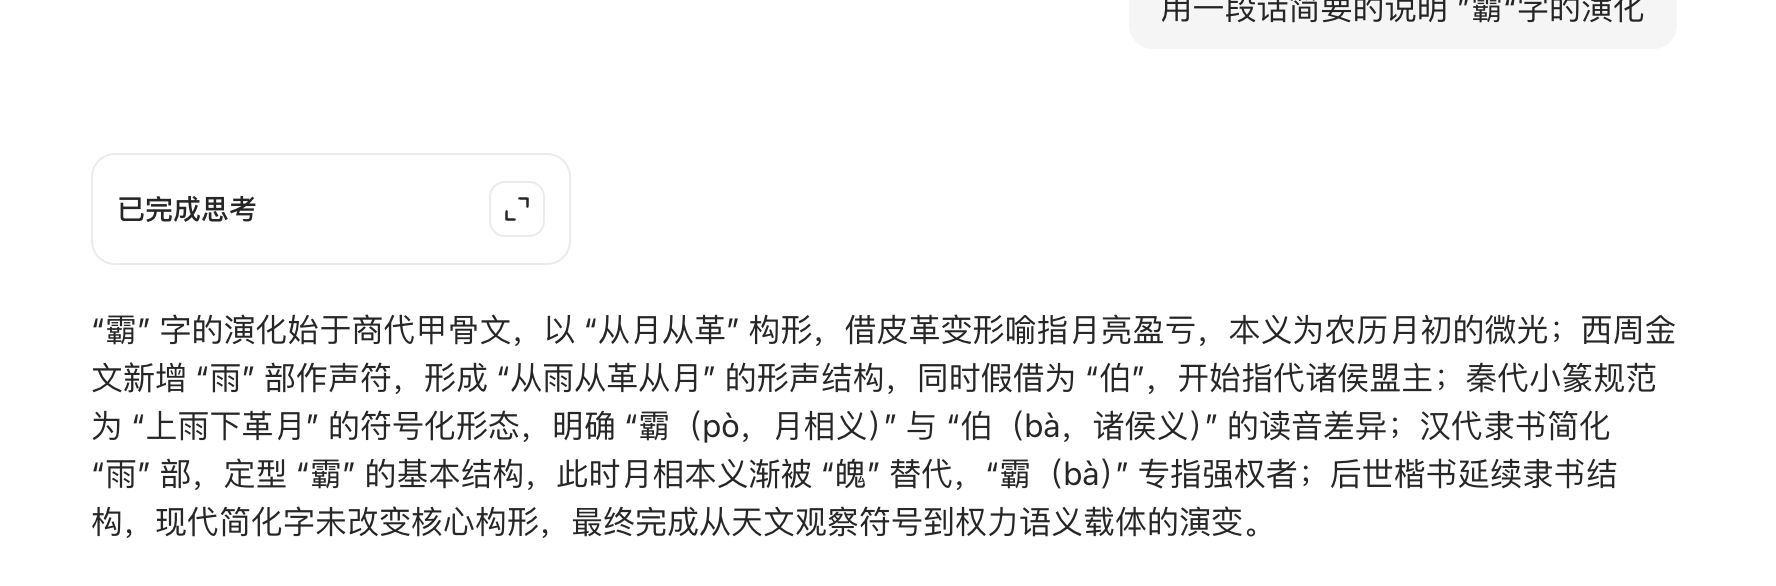 用一段话简要的说明 "霸"字的演化
已完成思考
“霸” 字的演化始于商代甲骨文，以 “从月从革” 构形，借皮革变形喻指月亮盈亏，本义为农历月初的微光；西周金
文新增 “雨” 部作声符，形成 “从雨从革从月” 的形声结构，同时假借为 “伯”，开始指代诸侯盟主；秦代小篆规范
为 “上雨下革月” 的符号化形态，明确 “霸（pò，月相义）” 与 “伯（bà，诸侯义）” 的读音差异；汉代隶书简化
“雨” 部，定型 “霸” 的基本结构，此时月相本义渐被 “魄” 替代，“霸（bà）” 专指强权者；后世楷书延续隶书结
构，现代简化字未改变核心构形，最终完成从天文观察符号到权力语义载体的演变。